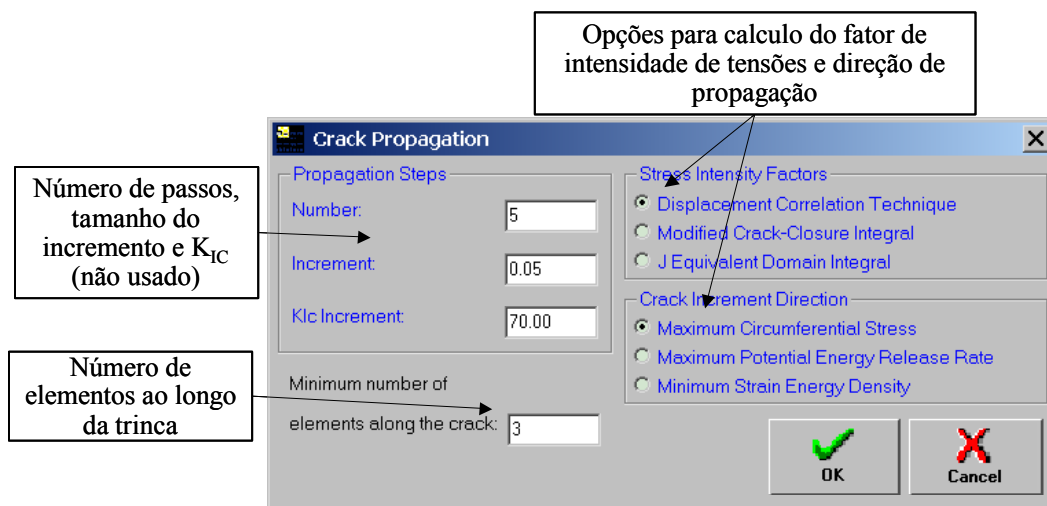 Opções para calculo do fator de
intensidade de tensões e direção de
propagação
Crack Propagation
Número de passos,
tamanho do
incremento e K_IC
(não usado)
Propagation Steps
Number:
5
Increment:
0.05
KIc Increment:
70.00
Stress Intensity Factors
Displacement Correlation Technique
Modified Crack-Closure Integral
J Equivalent Domain Integral
Crack Increment Direction
Maximum Circumferential Stress
Maximum Potential Energy Release Rate
Minimum Strain Energy Density
Número de
elementos ao longo
da trinca
Minimum number of
elements along the crack:
3
OK
Cancel